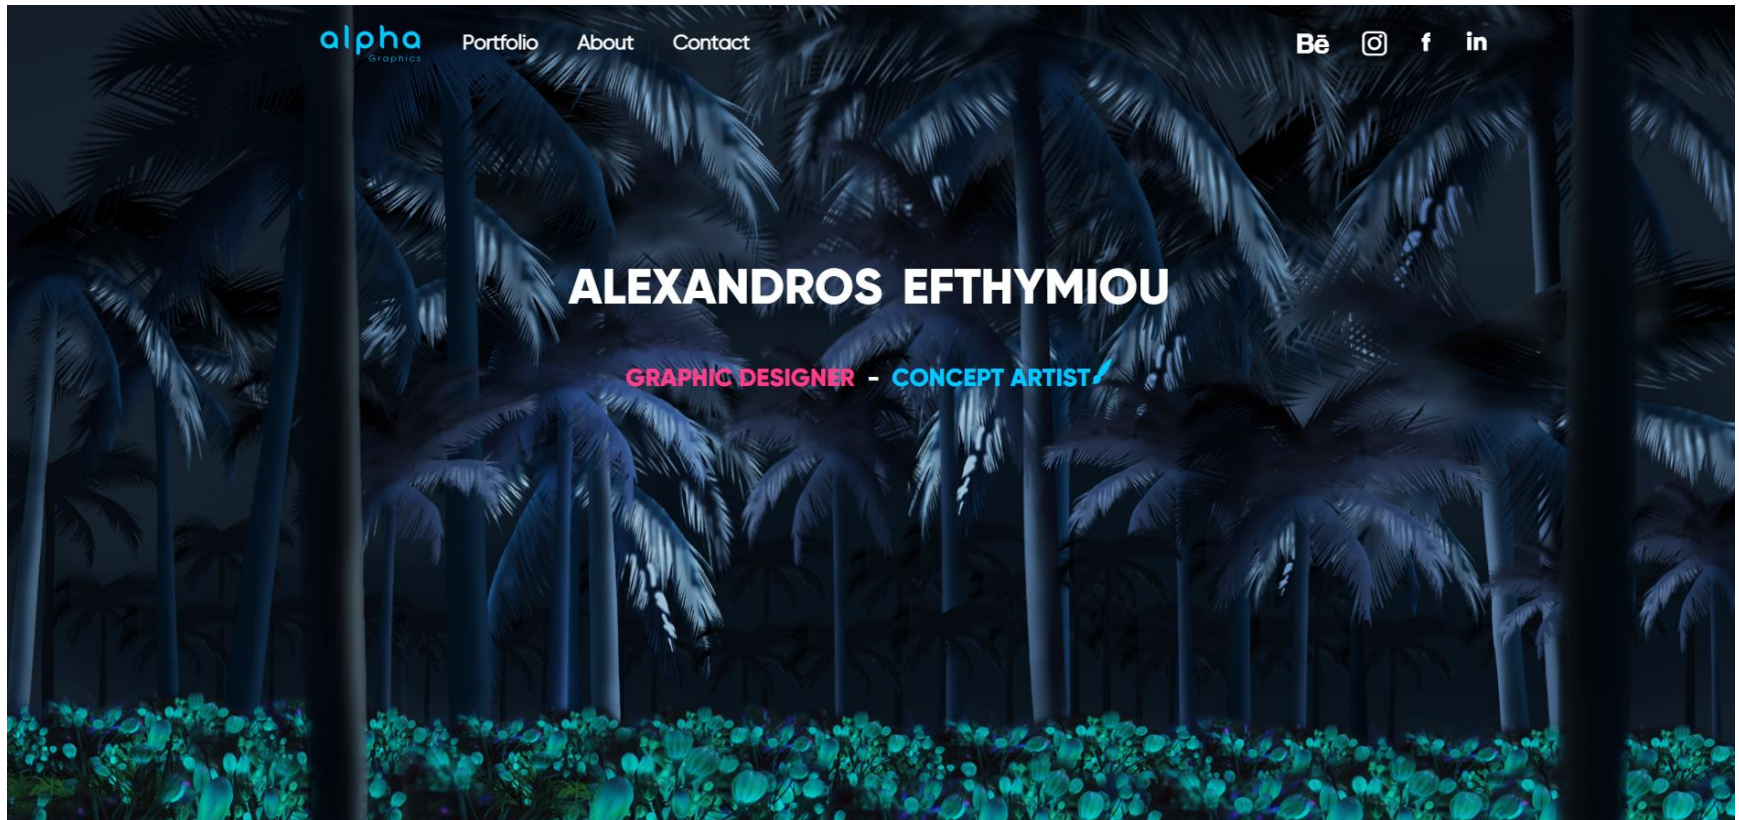 alpha
Graphics
Portfolio About Contact
Bē f in
ALEXANDROS EFTHYMIOU
GRAPHIC DESIGNER - CONCEPT ARTIST